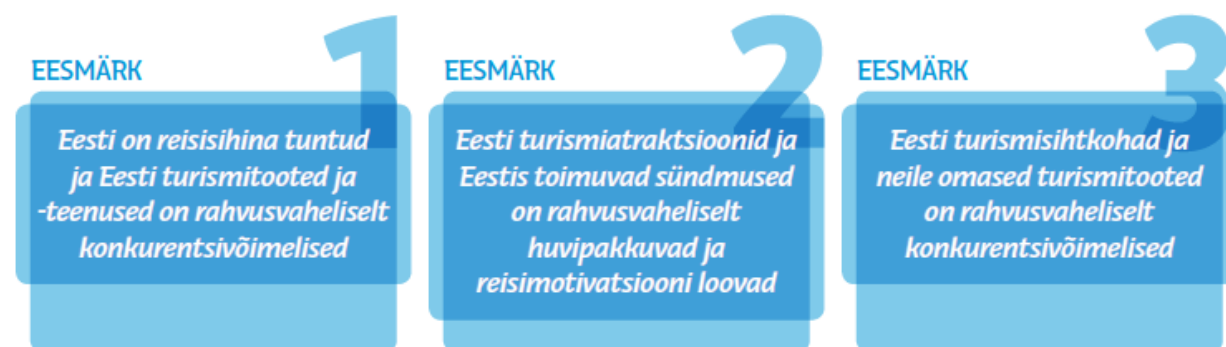 1
EESMÄRK
Eesti on reisisihina tuntud
ja Eesti turismitooted ja
-teenused on rahvusvaheliselt
konkurentsivõimelised
2
EESMÄRK
Eesti turismiatraktsioonid ja
Eestis toimuvad sündmused
on rahvusvaheliselt
huvipakkuvad ja
reisimotivatsiooni loovad
3
EESMÄRK
Eesti turismisihtkohad ja
neile omased turismitooted
on rahvusvaheliselt
konkurentsivõimelised